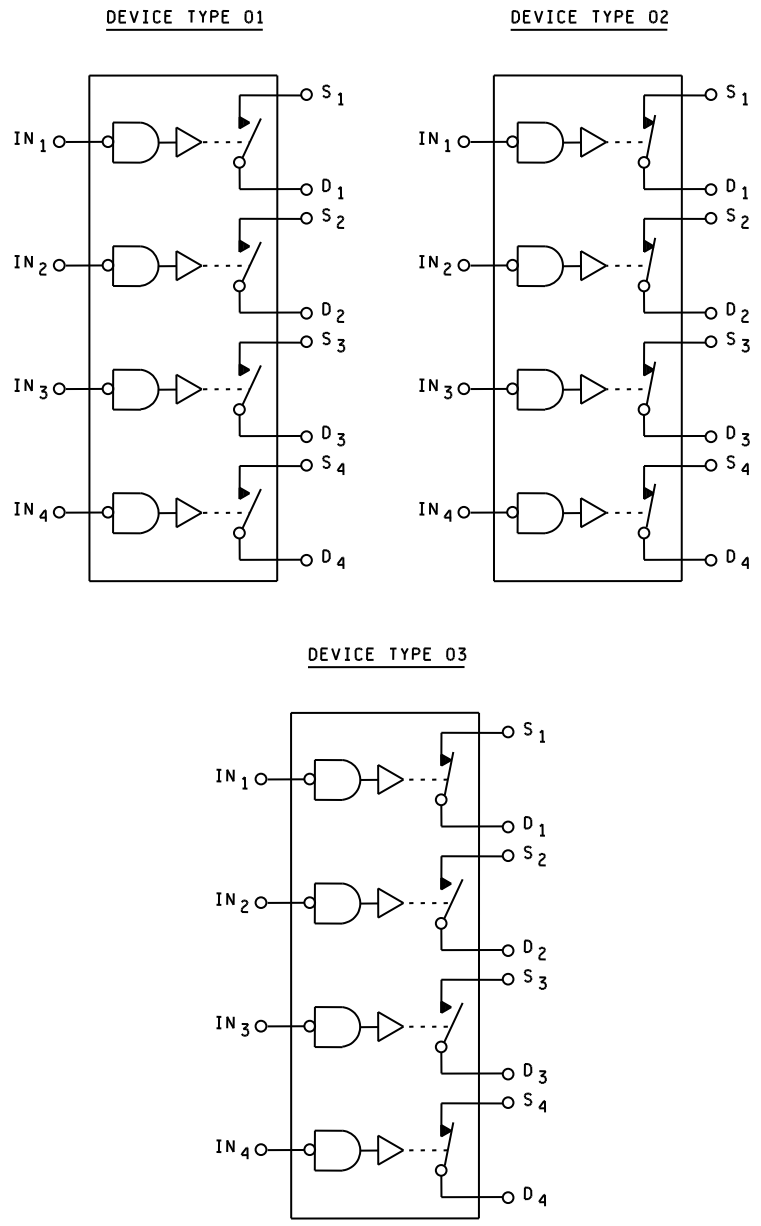 DEVICE TYPE 01
S1
IN1
D1
S2
IN2
D2
S3
IN3
D3
S4
IN4
D4
DEVICE TYPE 02
S1
IN1
D1
S2
IN2
D2
S3
IN3
D3
S4
IN4
D4
DEVICE TYPE 03
S1
IN1
D1
S2
IN2
D2
S3
IN3
D3
S4
IN4
D4